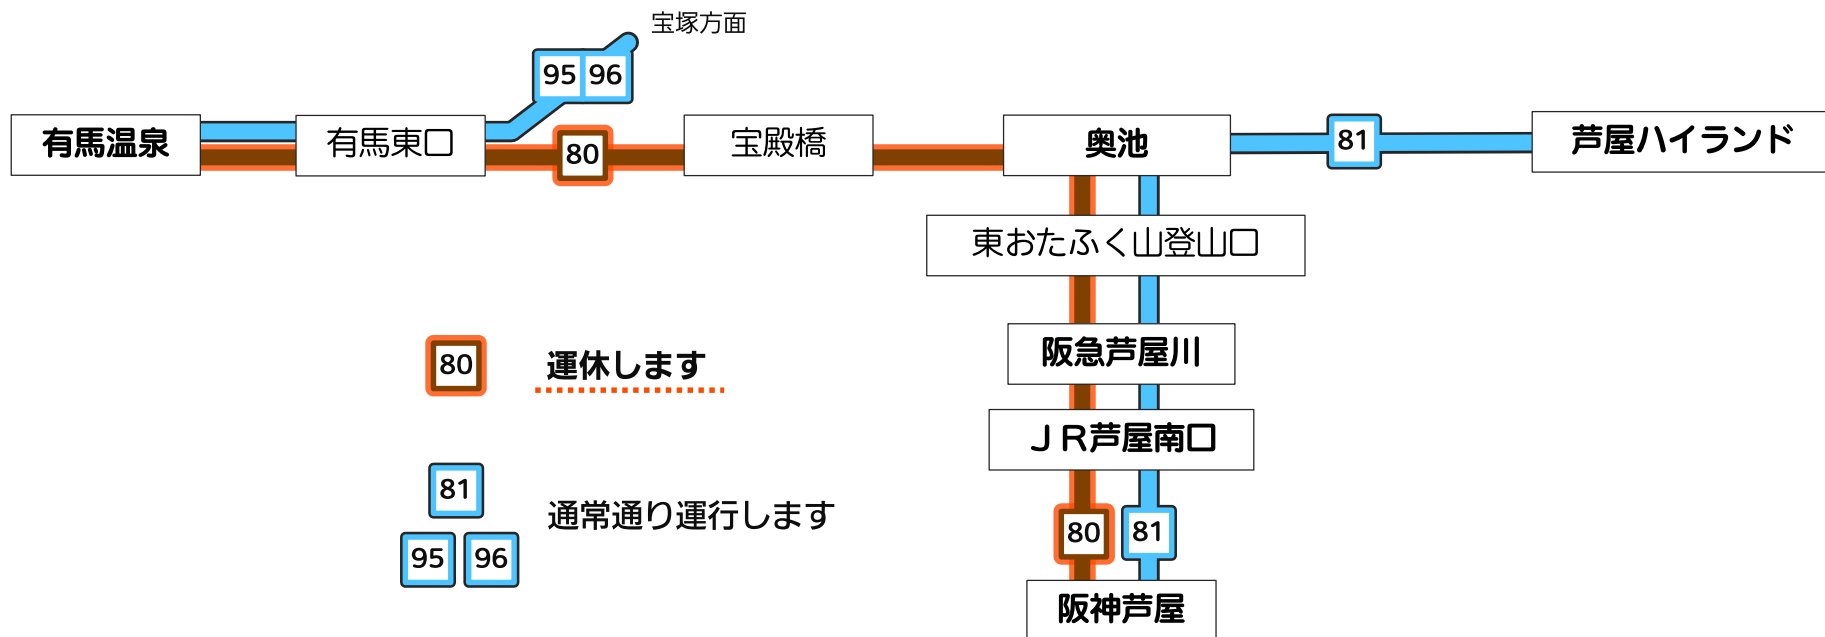 宝塚方面
95 96
有馬温泉
有馬東口
80
宝殿橋
奥池
81
芦屋ハイランド
東おたふく山登山口
阪急芦屋川
ＪＲ芦屋南口
80
81
阪神芦屋
80
運休します
81
95
96
通常通り運行します